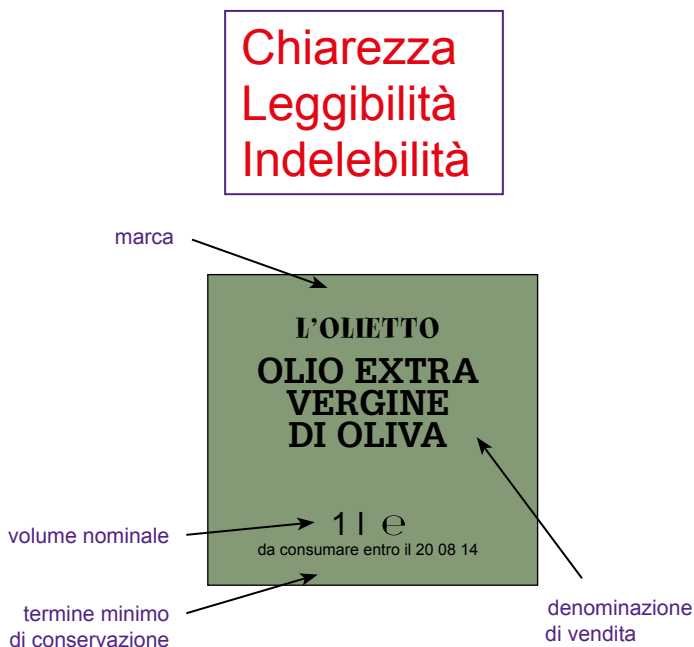 Chiarezza
Leggibilità
Indelebilità
marca
L'OLIETTO
OLIO EXTRA
VERGINE
DI OLIVA
volume nominale
1 l ℮
da consumare entro il 20 08 14
termine minimo
di conservazione
denominazione
di vendita